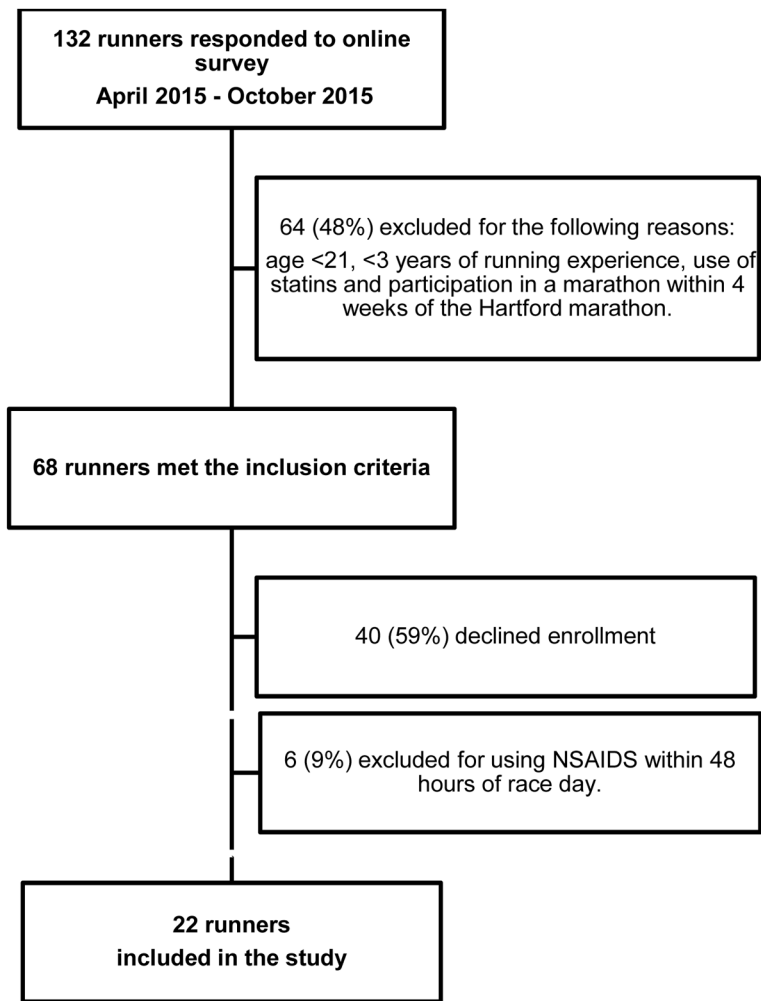 132 runners responded to online
survey
April 2015 - October 2015
64 (48%) excluded for the following reasons:
age <21, <3 years of running experience, use of
statins and participation in a marathon within 4
weeks of the Hartford marathon.
68 runners met the inclusion criteria
40 (59%) declined enrollment
6 (9%) excluded for using NSAIDS within 48
hours of race day.
22 runners
included in the study